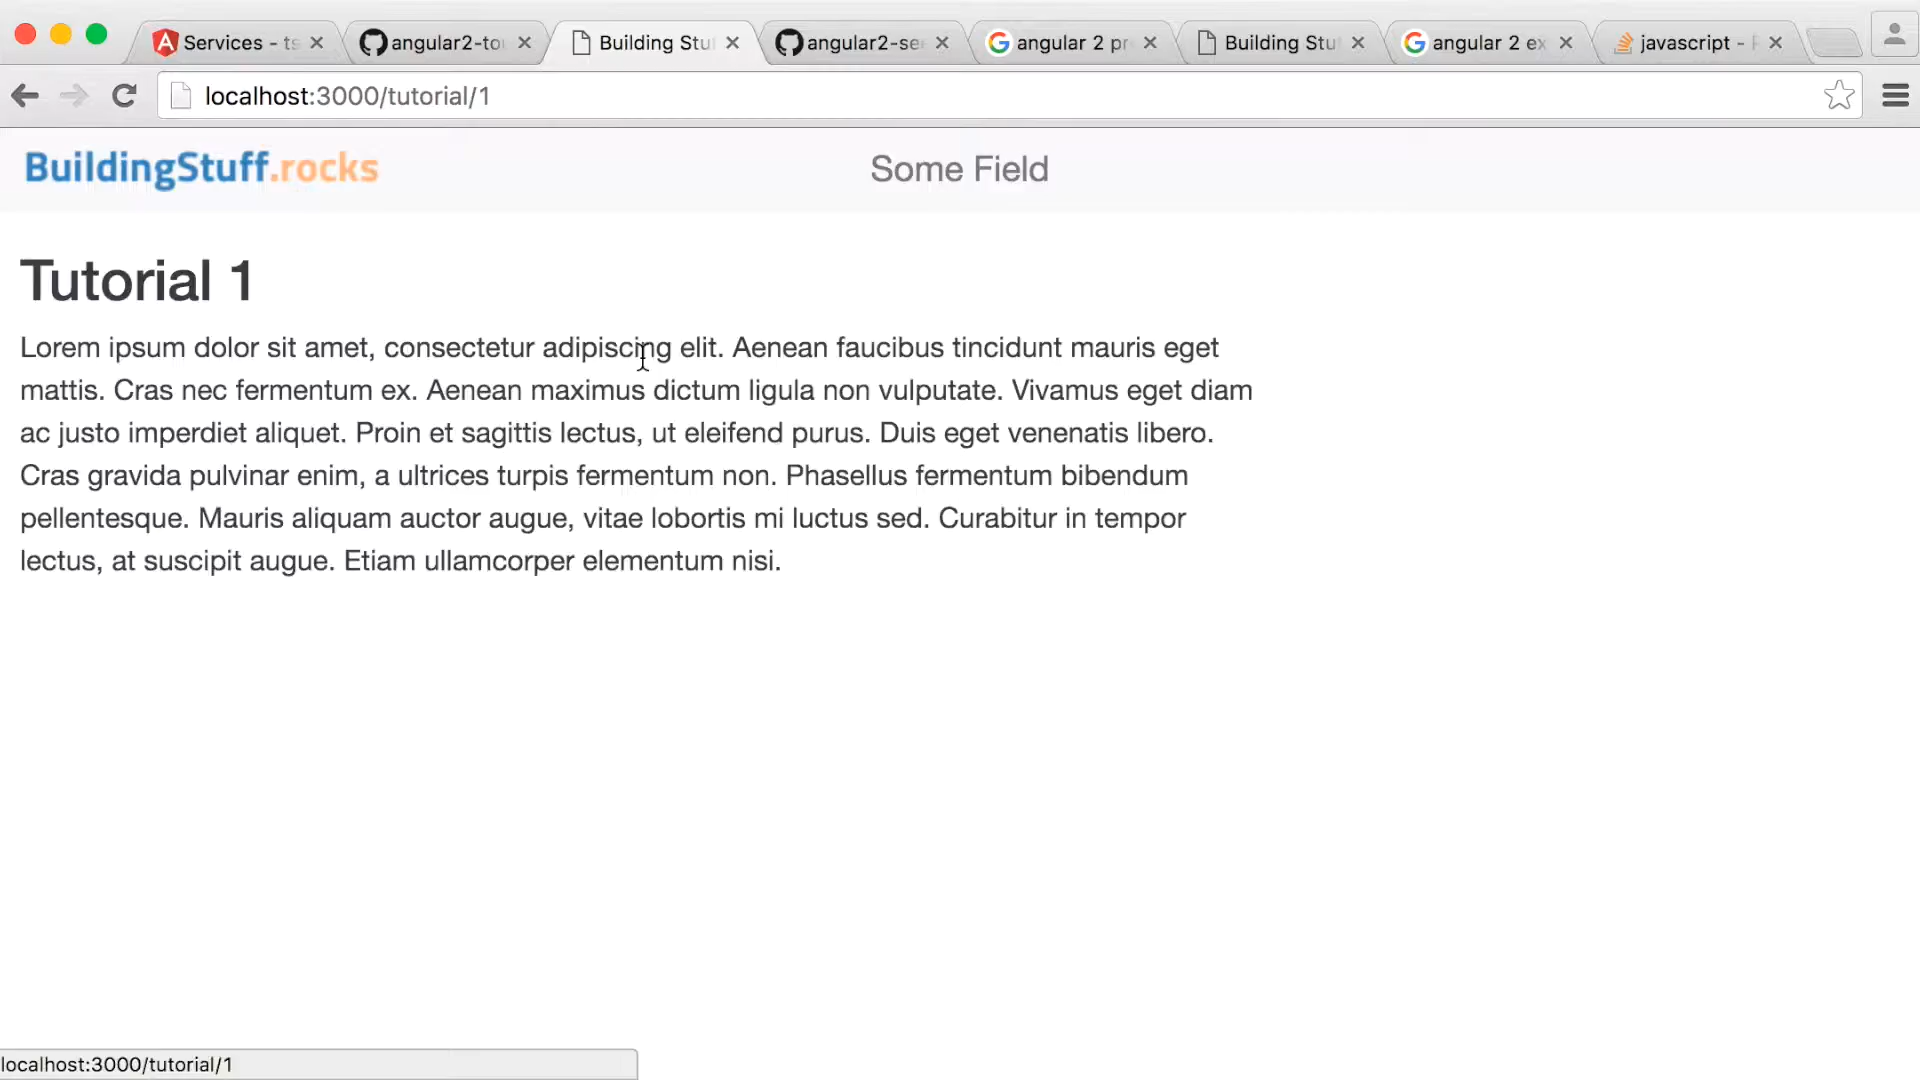 Services - ts
angular2-to
Building Stu
angular2-se
angular 2 pr
Building Stu
angular 2 ex
javascript -
localhost:3000/tutorial/1
BuildingStuff.rocks
Some Field
Tutorial 1
Lorem ipsum dolor sit amet, consectetur adipiscing elit. Aenean faucibus tincidunt mauris eget
mattis. Cras nec fermentum ex. Aenean maximus dictum ligula non vulputate. Vivamus eget diam
ac justo imperdiet aliquet. Proin et sagittis lectus, ut eleifend purus. Duis eget venenatis libero.
Cras gravida pulvinar enim, a ultrices turpis fermentum non. Phasellus fermentum bibendum
pellentesque. Mauris aliquam auctor augue, vitae lobortis mi luctus sed. Curabitur in tempor
lectus, at suscipit augue. Etiam ullamcorper elementum nisi.
localhost:3000/tutorial/1